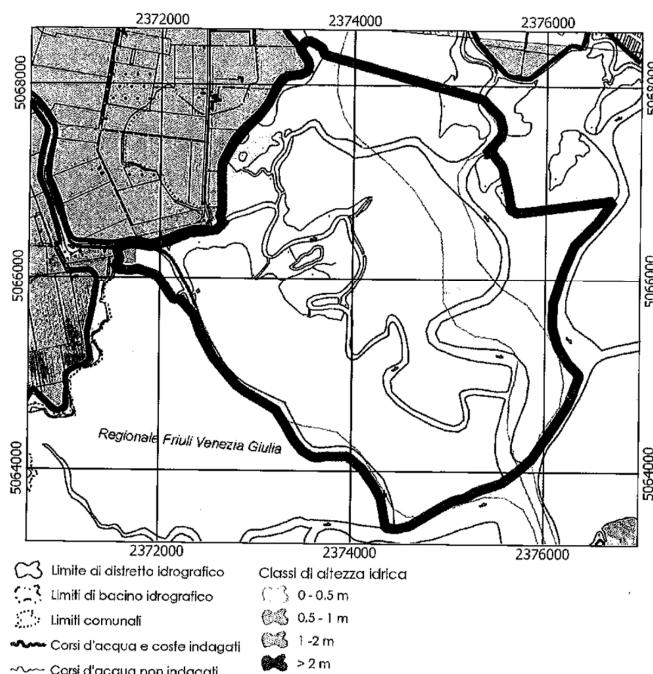 2372000 2374000 2376000
5068000 5068000
5066000 5066000
Regionale Friuli Venezia Giulia
5064000 5064000
2372000 2374000 2376000
Limite di distretto idrografico
Classi di altezza idrica
Limiti di bacino idrografico
0 - 0.5 m
Limiti comunali
0.5 - 1 m
Corsi d'acqua e coste indagati
1 - 2 m
Corsi d'acqua non indagati
> 2 m